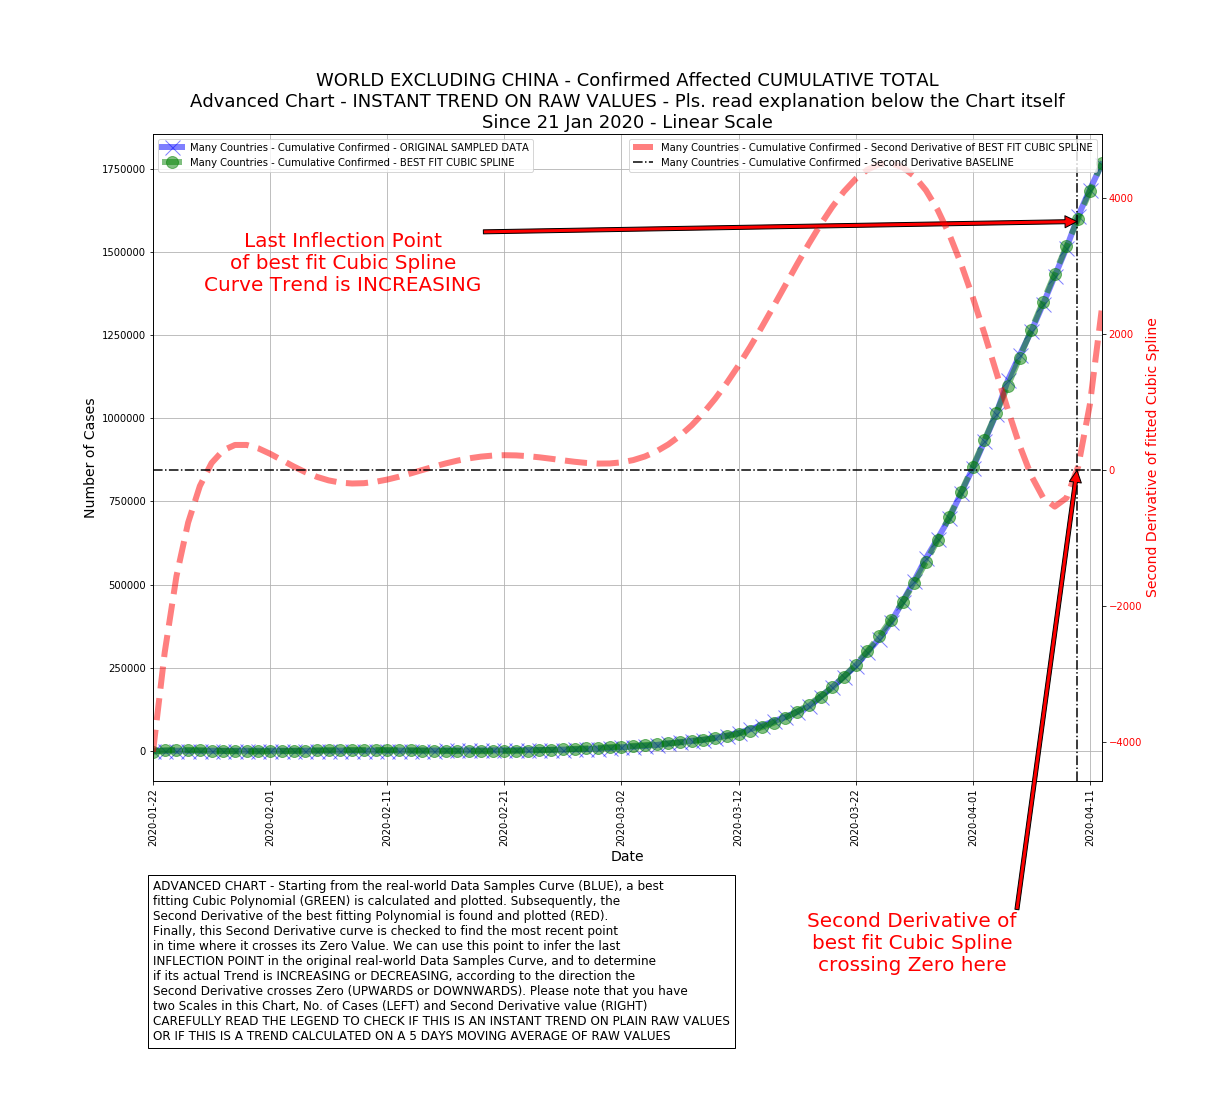 WORLD EXCLUDING CHINA - Confirmed Affected CUMULATIVE TOTAL
Advanced Chart - INSTANT TREND ON RAW VALUES - Pls. read explanation below the Chart itself
Since 21 Jan 2020 - Linear Scale
Many Countries - Cumulative Confirmed - ORIGINAL SAMPLED DATA
Many Countries - Cumulative Confirmed - BEST FIT CUBIC SPLINE
Many Countries - Cumulative Confirmed - Second Derivative of BEST FIT CUBIC SPLINE
Many Countries - Cumulative Confirmed - Second Derivative BASELINE
Last Inflection Point
of best fit Cubic Spline
Curve Trend is INCREASING
Number of Cases
1750000
1500000
1250000
1000000
750000
500000
250000
0
4000
2000
0
−2000
−4000
Second Derivative of fitted Cubic Spline
2020-01-22
2020-02-01
2020-02-11
2020-02-21
2020-03-02
2020-03-12
2020-03-22
2020-04-01
2020-04-11
Date
ADVANCED CHART - Starting from the real-world Data Samples Curve (BLUE), a best
fitting Cubic Polynomial (GREEN) is calculated and plotted. Subsequently, the
Second Derivative of the best fitting Polynomial is found and plotted (RED).
Finally, this Second Derivative curve is checked to find the most recent point
in time where it crosses its Zero Value. We can use this point to infer the last
INFLECTION POINT in the original real-world Data Samples Curve, and to determine
if its actual Trend is INCREASING or DECREASING, according to the direction the
Second Derivative crosses Zero (UPWARDS or DOWNWARDS). Please note that you have
two Scales in this Chart, No. of Cases (LEFT) and Second Derivative value (RIGHT)
CAREFULLY READ THE LEGEND TO CHECK IF THIS IS AN INSTANT TREND ON PLAIN RAW VALUES
OR IF THIS IS A TREND CALCULATED ON A 5 DAYS MOVING AVERAGE OF RAW VALUES
Second Derivative of
best fit Cubic Spline
crossing Zero here